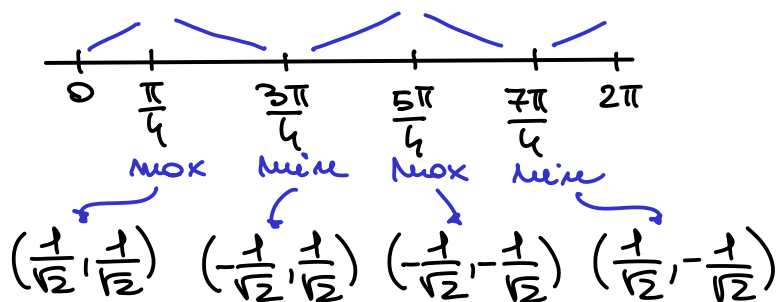 0 π/4 3π/4 5π/4 7π/4 2π
max min max min
(1/√2, 1/√2) (-1/√2, 1/√2) (-1/√2, -1/√2) (1/√2, -1/√2)